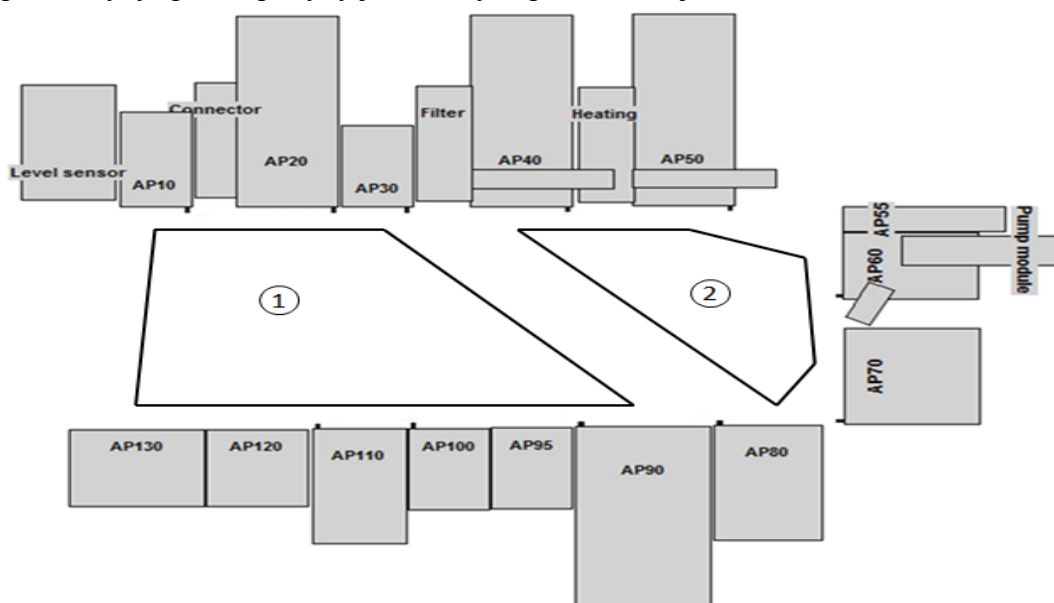 Connector
Filter
Heating
Level sensor
AP10
AP20
AP30
AP40
AP50
AP55
AP60
Pump module
AP70
1
2
AP130
AP120
AP110
AP100
AP95
AP90
AP80